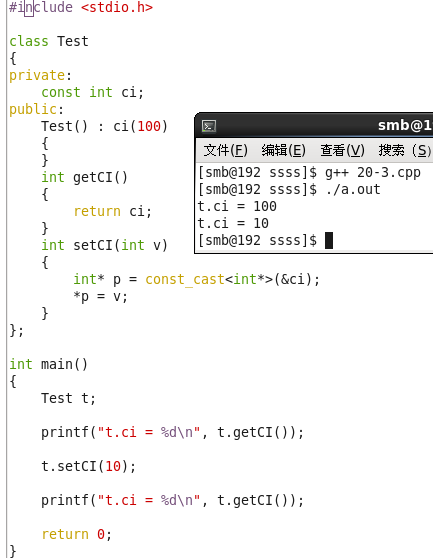 #include <stdio.h>
class Test
{
private:
const int ci;
public:
Test() : ci(100)
{
}
int getCI()
{
return ci;
}
int setCI(int v)
{
int* p = const_cast<int*>(&ci);
*p = v;
}
};
int main()
{
Test t;
printf("t.ci = %d\n", t.getCI());
t.setCI(10);
printf("t.ci = %d\n", t.getCI());
return 0;
}
smb@1
文件(F) 编辑(E) 查看(V) 搜索 (S)
[smb@192 ssss]$ g++ 20-3.cpp
[smb@192 ssss]$ ./a.out
t.ci = 100
t.ci = 10
[smb@192 ssss]$